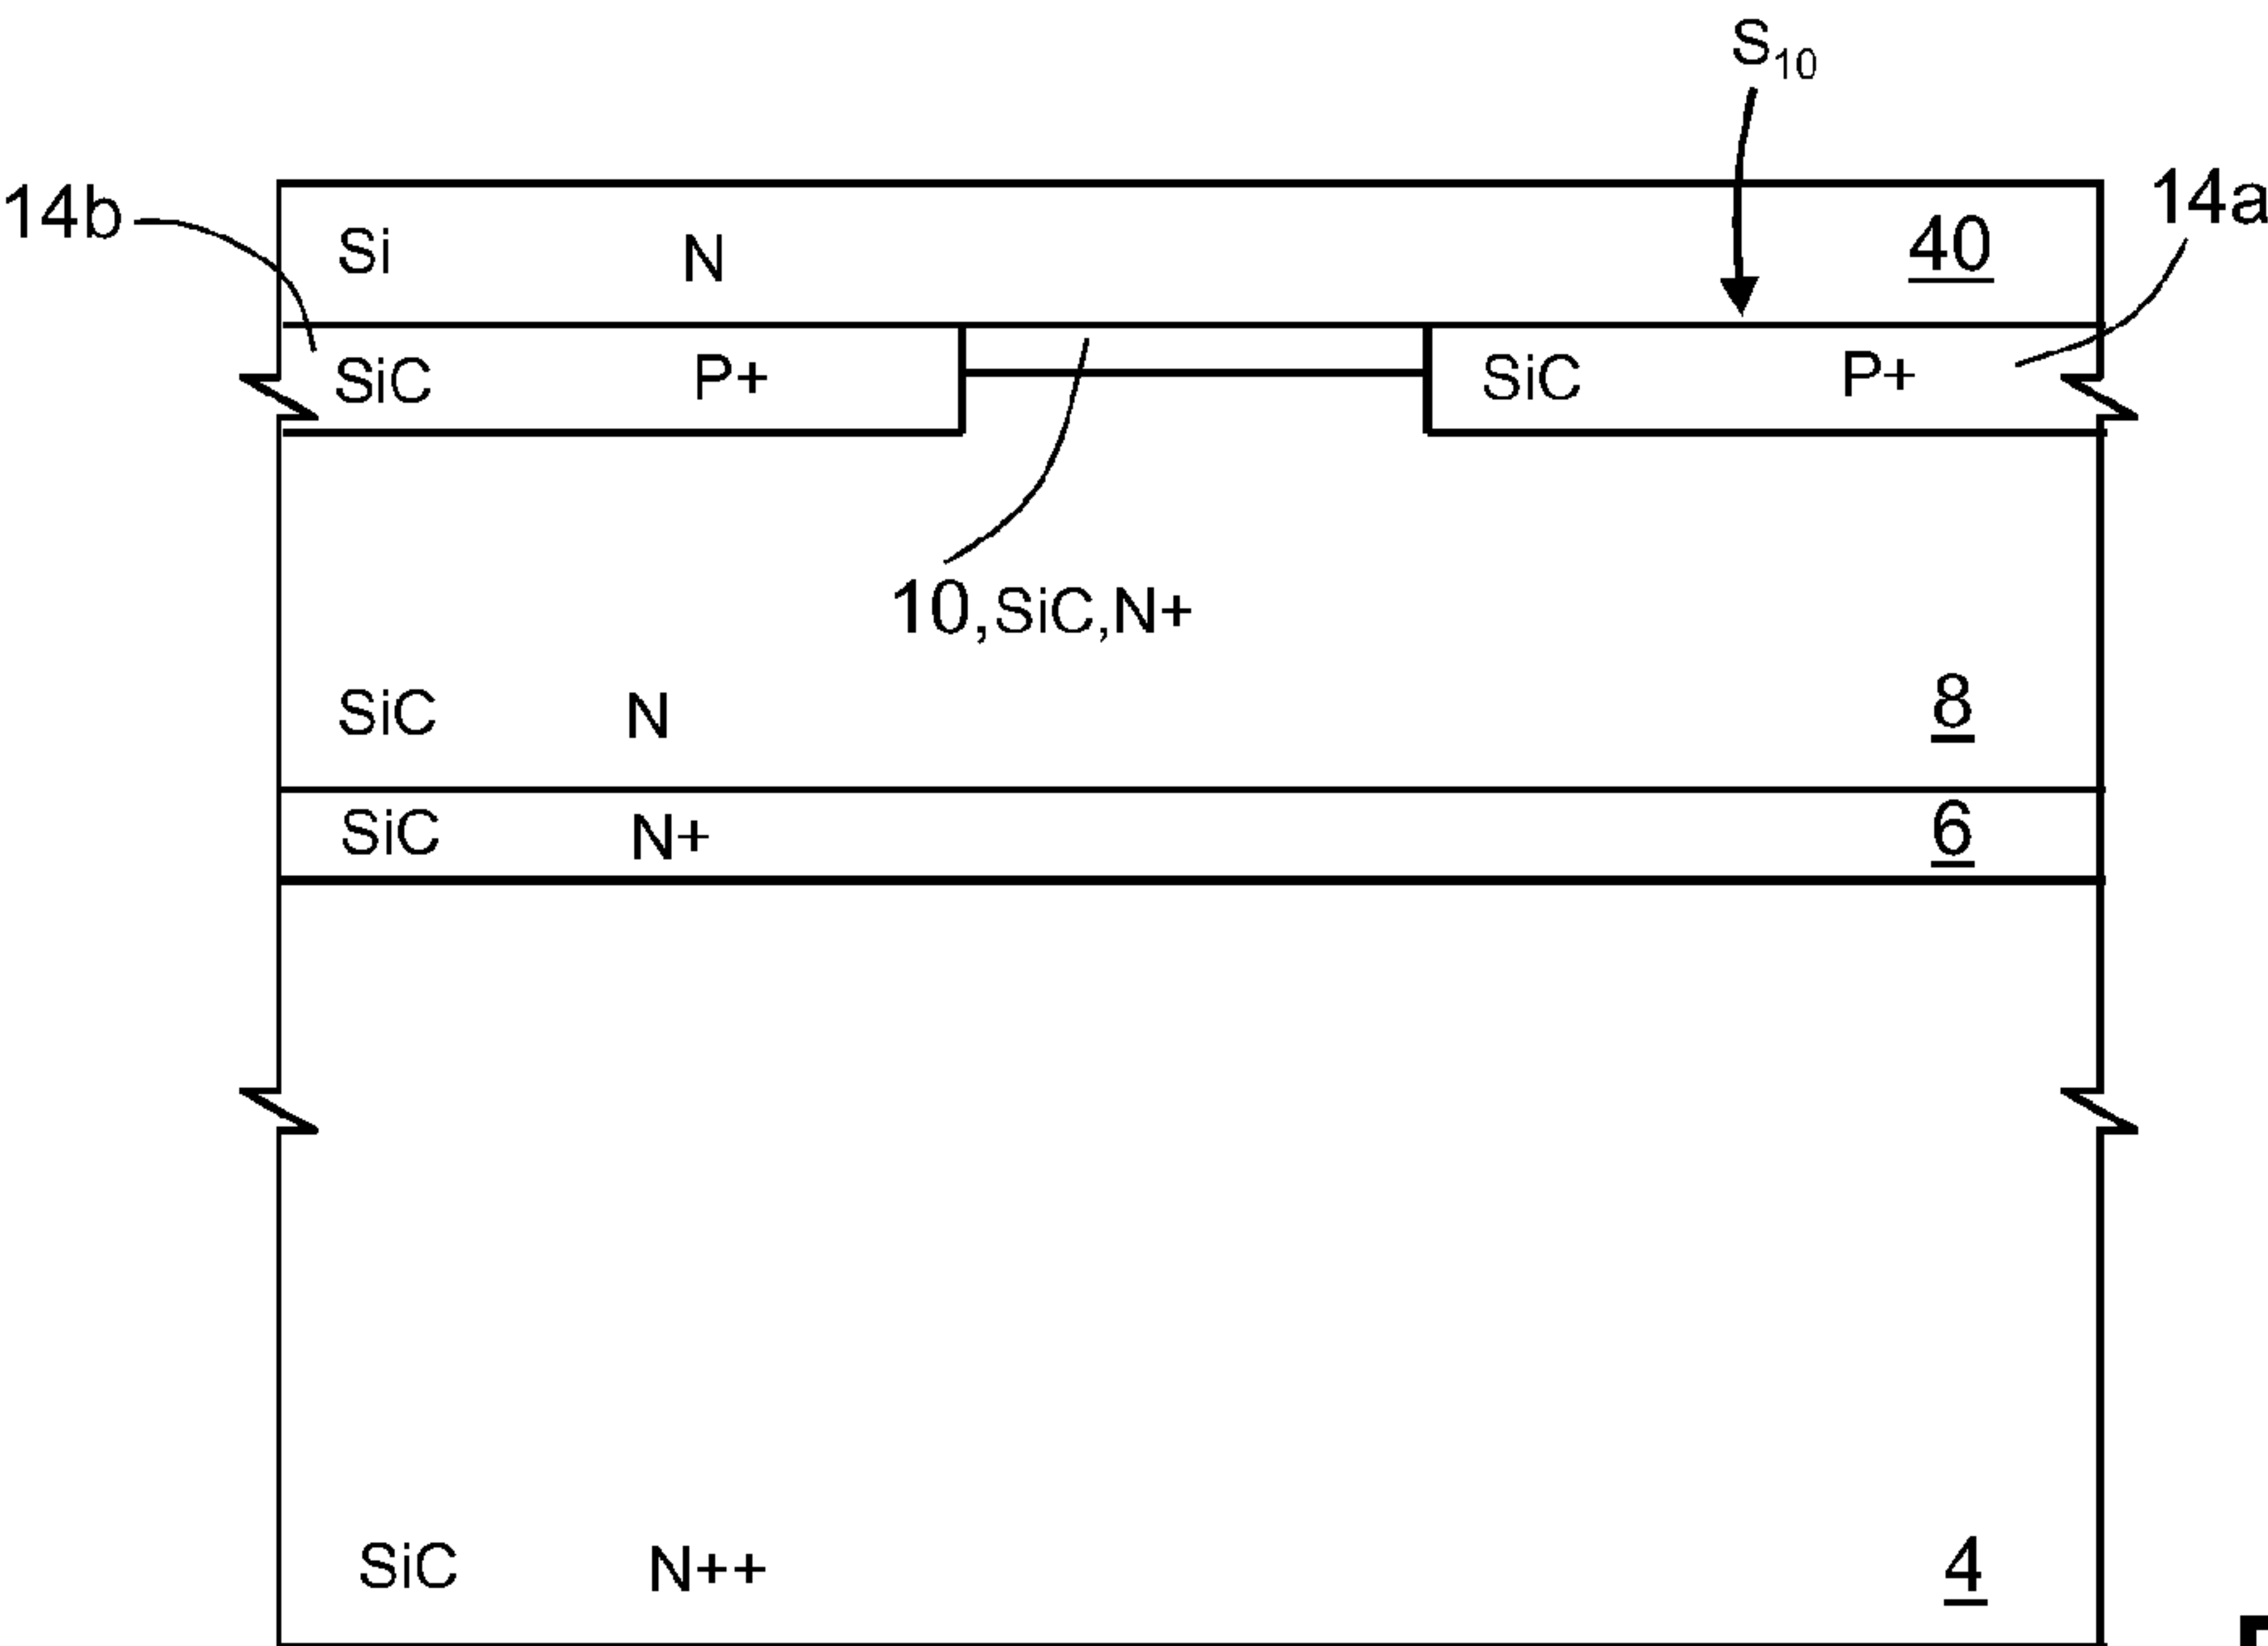 S10
14b
14a
Si N 40
SiC P+ SiC P+
10,SiC,N+
SiC N 8
SiC N+ 6
SiC N++ 4